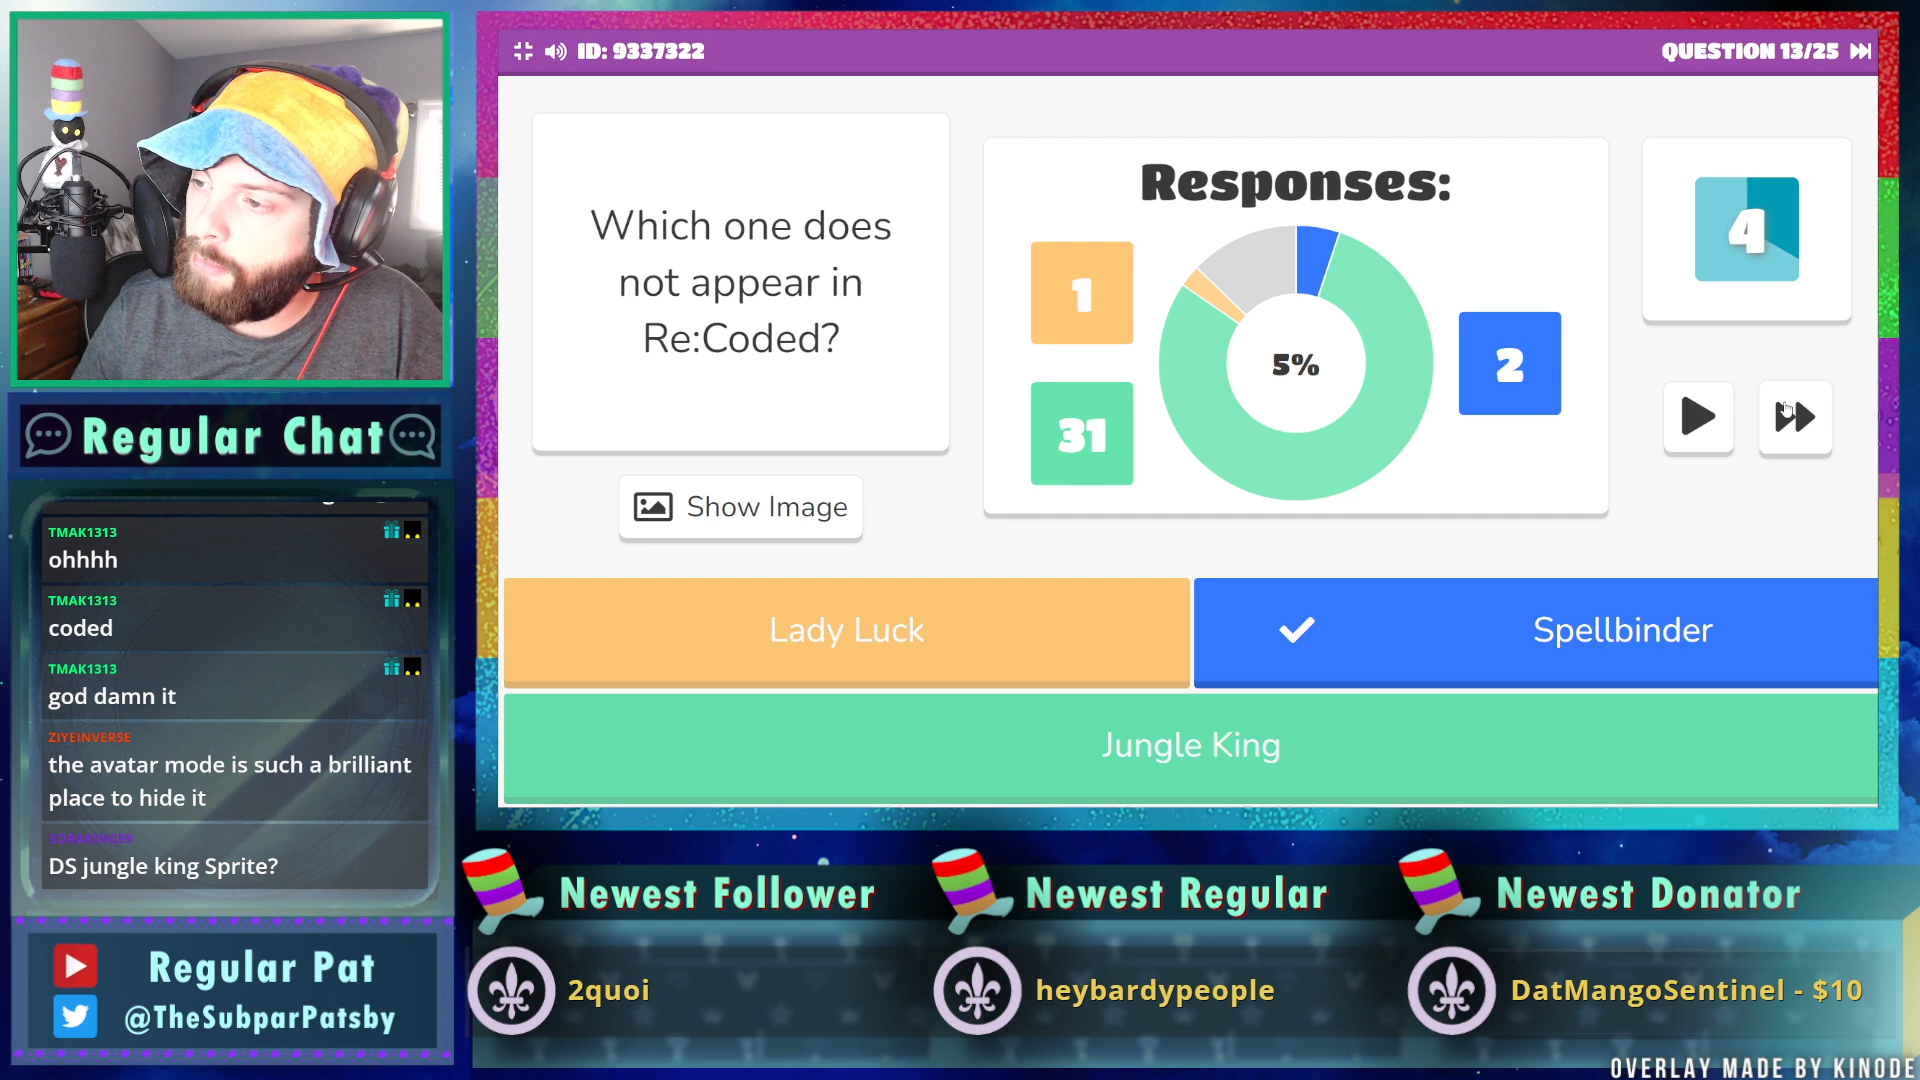 ID: 9337322
QUESTION 13/25
Which one does
not appear in
Re:Coded?
Show Image
Responses:
1
31
5%
2
4
Lady Luck
Spellbinder
Jungle King
Regular Chat
TMAK1313
ohhhh
TMAK1313
coded
TMAK1313
god damn it
ZIYEINVERSE
the avatar mode is such a brilliant
place to hide it
DS jungle king Sprite?
Regular Pat
@TheSubparPatsby
Newest Follower
2quoi
Newest Regular
heybardypeople
Newest Donator
DatMangoSentinel - $10
OVERLAY MADE BY KINODE